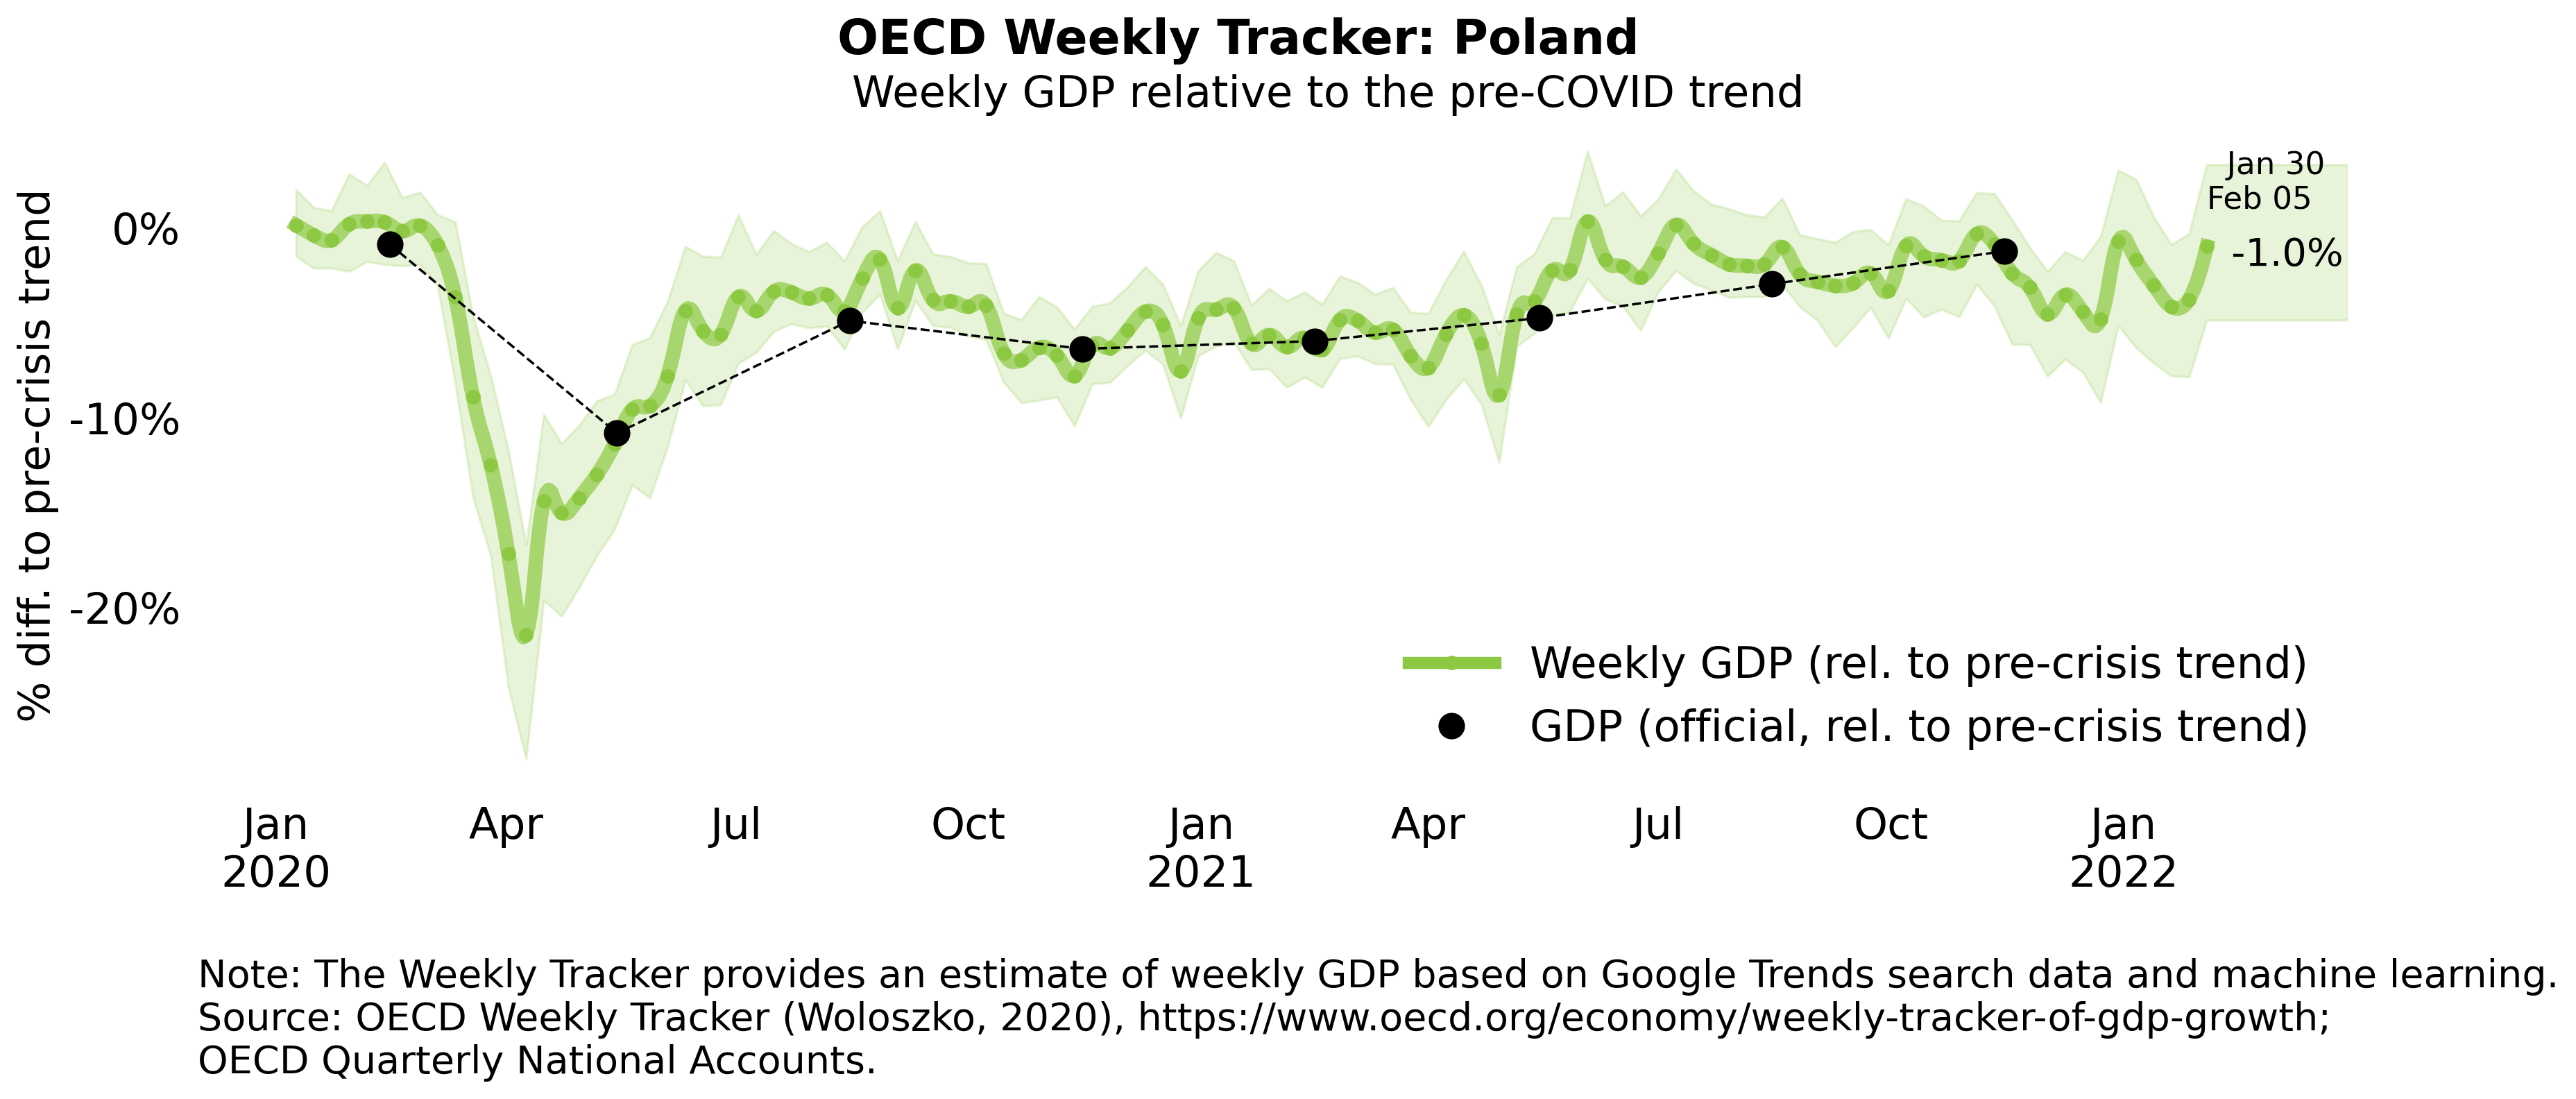 OECD Weekly Tracker: Poland
Weekly GDP relative to the pre-COVID trend
% diff. to pre-crisis trend
0%
-10%
-20%
Jan 30
Feb 05
-1.0%
Weekly GDP (rel. to pre-crisis trend)
GDP (official, rel. to pre-crisis trend)
Jan Apr Jul Oct Jan Apr Jul Oct Jan
2020 2021 2022
Note: The Weekly Tracker provides an estimate of weekly GDP based on Google Trends search data and machine learning.
Source: OECD Weekly Tracker (Woloszko, 2020), https://www.oecd.org/economy/weekly-tracker-of-gdp-growth;
OECD Quarterly National Accounts.